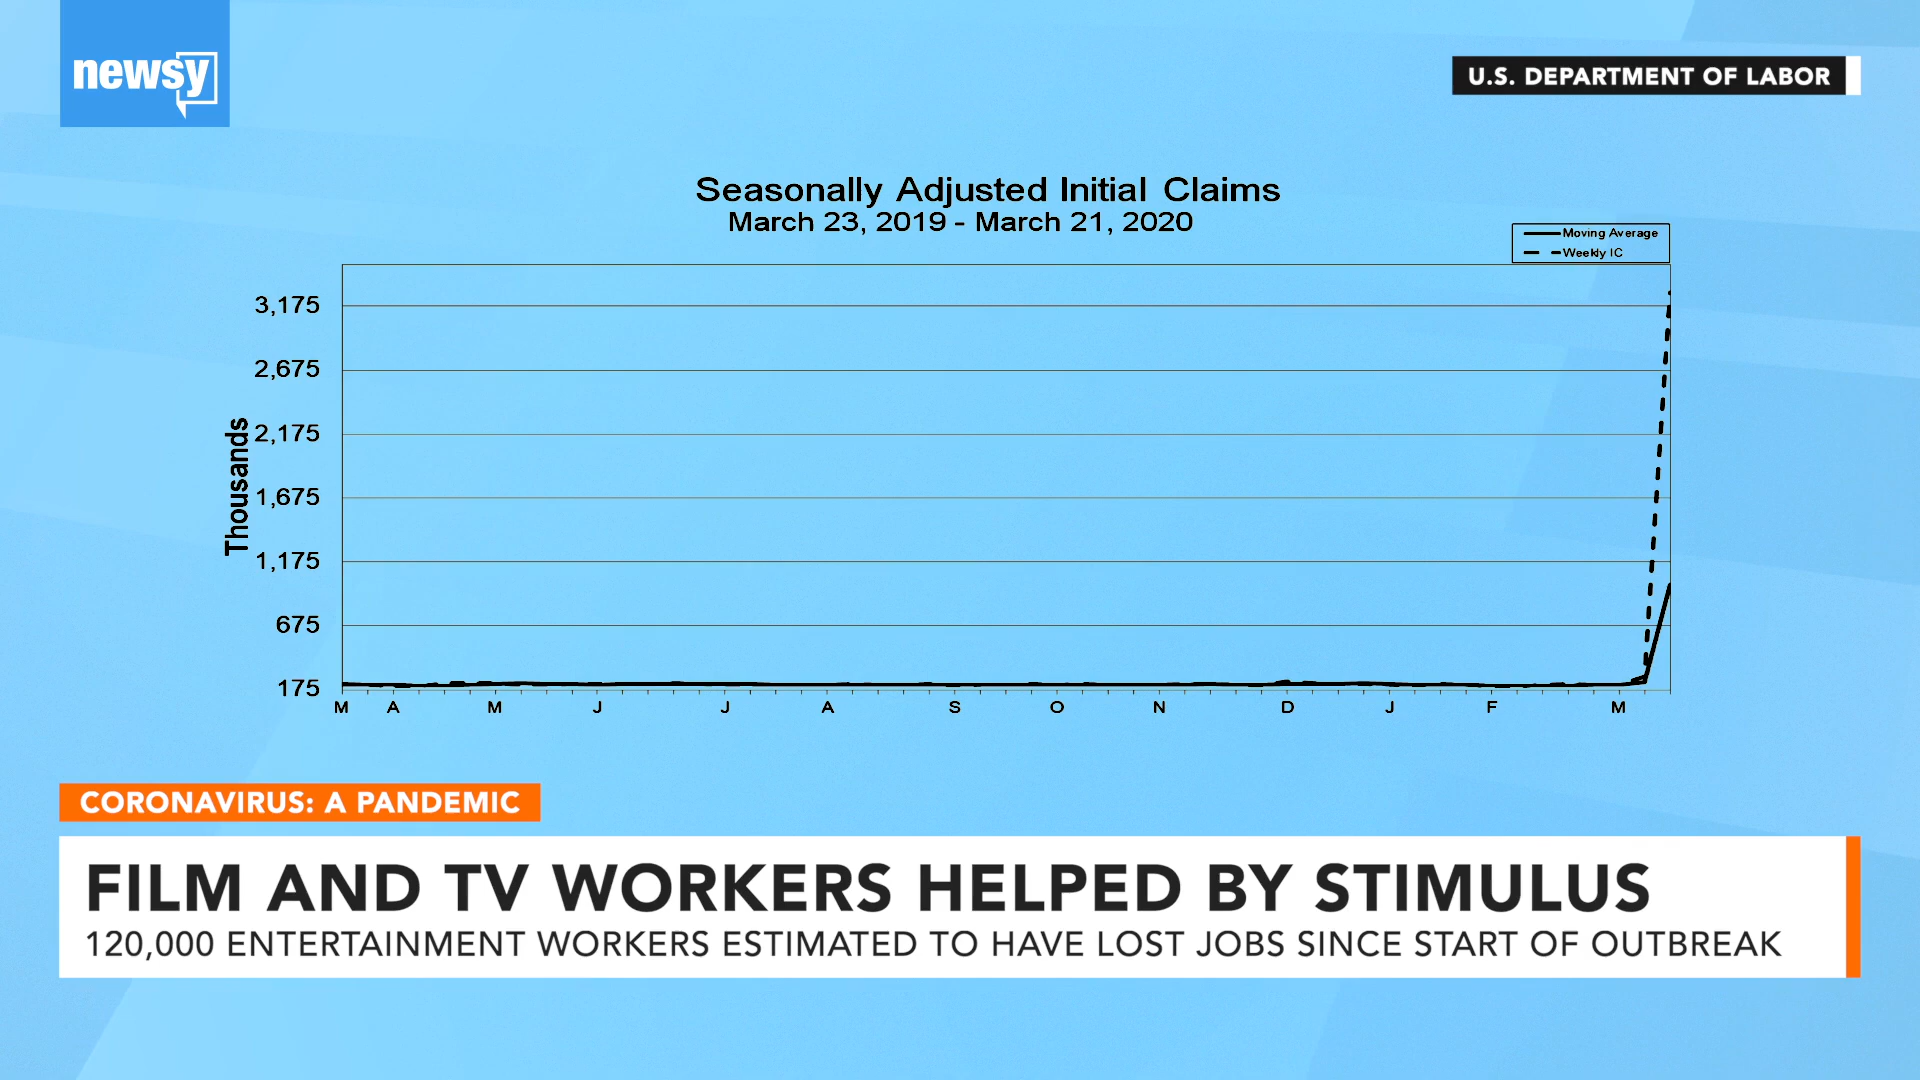 newsy
U.S. DEPARTMENT OF LABOR
Seasonally Adjusted Initial Claims
March 23, 2019 - March 21, 2020
Moving Average
Weekly IC
Thousands
3,175
2,675
2,175
1,675
1,175
675
175
M A M J J A S O N D J F M
CORONAVIRUS: A PANDEMIC
FILM AND TV WORKERS HELPED BY STIMULUS
120,000 ENTERTAINMENT WORKERS ESTIMATED TO HAVE LOST JOBS SINCE START OF OUTBREAK